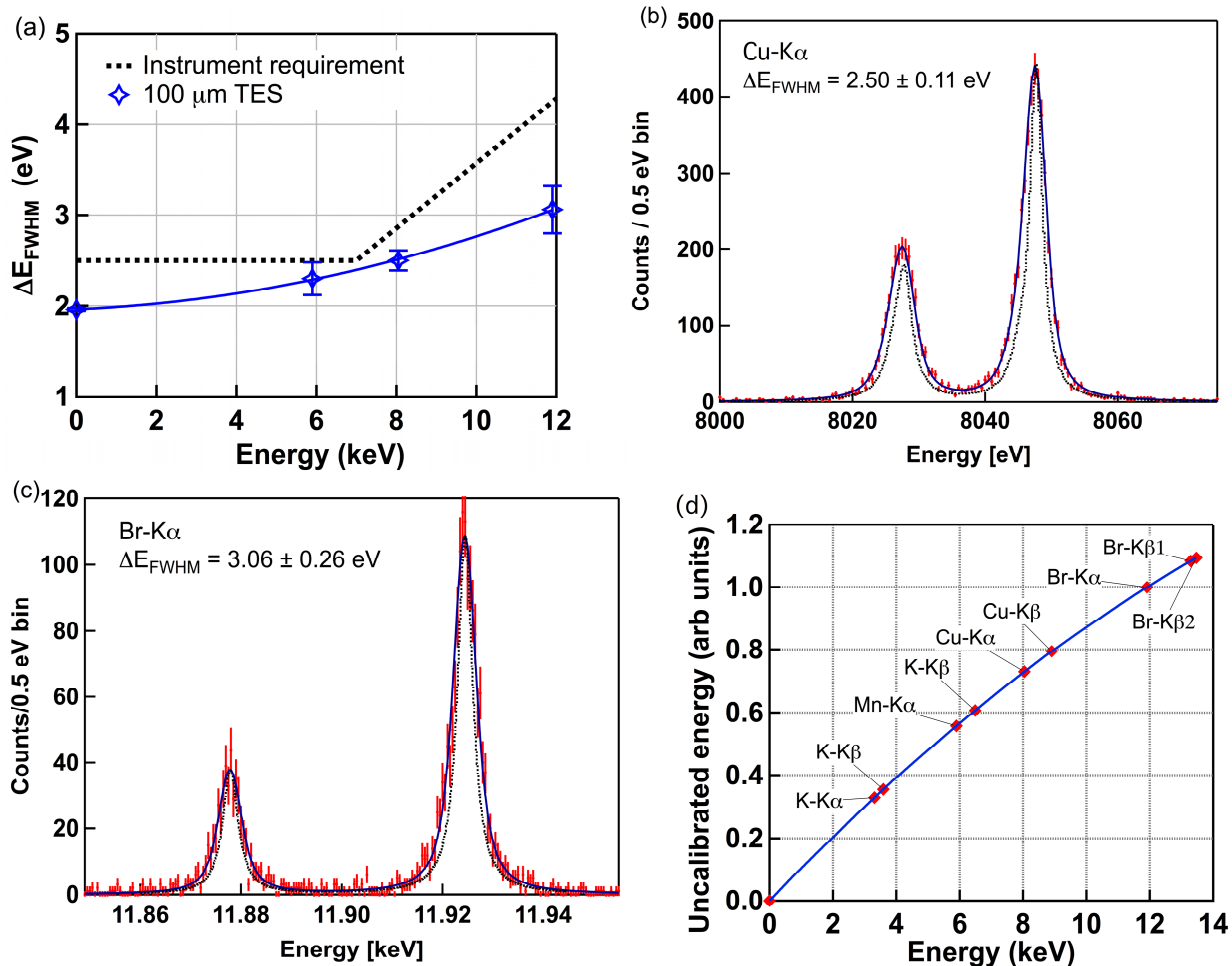 (a)
5
4
3
2
1
ΔE_FWHM (eV)
Instrument requirement
100 μm TES
0 2 4 6 8 10 12
Energy (keV)
(b)
500
400
300
200
100
0
Counts / 0.5 eV bin
Cu-Kα
ΔE_FWHM = 2.50 ± 0.11 eV
8000 8020 8040 8060
Energy [eV]
(c)
120
100
80
60
40
20
0
Counts/0.5 eV bin
Br-Kα
ΔE_FWHM = 3.06 ± 0.26 eV
11.86 11.88 11.90 11.92 11.94
Energy [keV]
(d)
1.2
1.0
0.8
0.6
0.4
0.2
0.0
Uncalibrated energy (arb units)
Br-Kβ1
Br-Kα
Br-Kβ2
Cu-Kβ
Cu-Kα
K-Kβ
Mn-Kα
K-Kβ
K-Kα
0 2 4 6 8 10 12 14
Energy (keV)